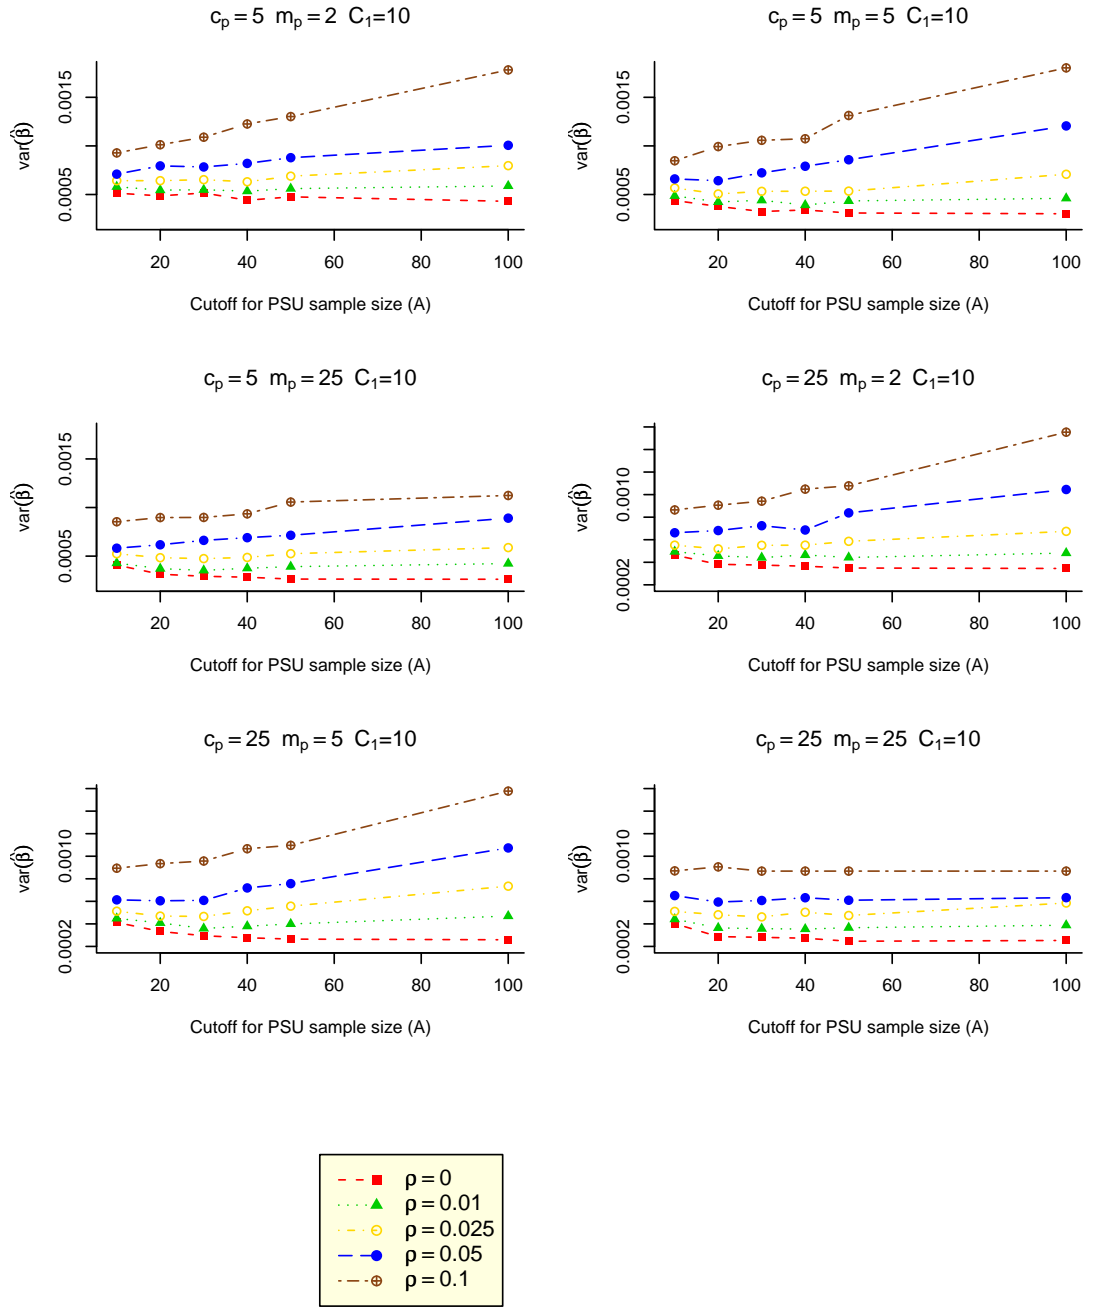 cp = 5 mp = 2 C1=10
cp = 5 mp = 5 C1=10
var(β̂)
0.0005 0.0015
20 40 60 80 100
Cutoff for PSU sample size (A)
var(β̂)
0.0005 0.0015
20 40 60 80 100
Cutoff for PSU sample size (A)
cp = 5 mp = 25 C1=10
cp = 25 mp = 2 C1=10
var(β̂)
0.0005 0.0015
20 40 60 80 100
Cutoff for PSU sample size (A)
var(β̂)
0.0002 0.0010
20 40 60 80 100
Cutoff for PSU sample size (A)
cp = 25 mp = 5 C1=10
cp = 25 mp = 25 C1=10
var(β̂)
0.0002 0.0010
20 40 60 80 100
Cutoff for PSU sample size (A)
var(β̂)
0.0002 0.0010
20 40 60 80 100
Cutoff for PSU sample size (A)
ρ = 0
ρ = 0.01
ρ = 0.025
ρ = 0.05
ρ = 0.1